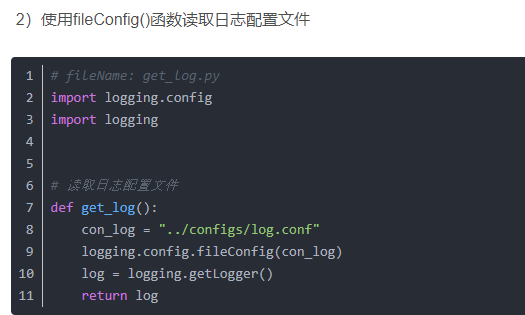 2）使用fileConfig()函数读取日志配置文件
1 # fileName: get_log.py
2 import logging.config
3 import logging
4
5
6 # 读取日志配置文件
7 def get_log():
8     con_log = "../configs/log.conf"
9     logging.config.fileConfig(con_log)
10     log = logging.getLogger()
11     return log